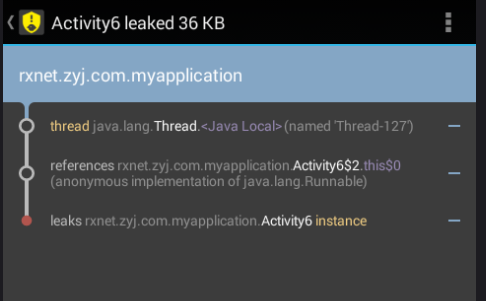 Activity6 leaked 36 KB
rxnet.zyj.com.myapplication
thread java.lang.Thread.<Java Local>(named 'Thread-127')
references rxnet.zyj.com.myapplication.Activity6$2.this$0
(anonymous implementation of java.lang.Runnable)
leaks rxnet.zyj.com.myapplication.Activity6 instance